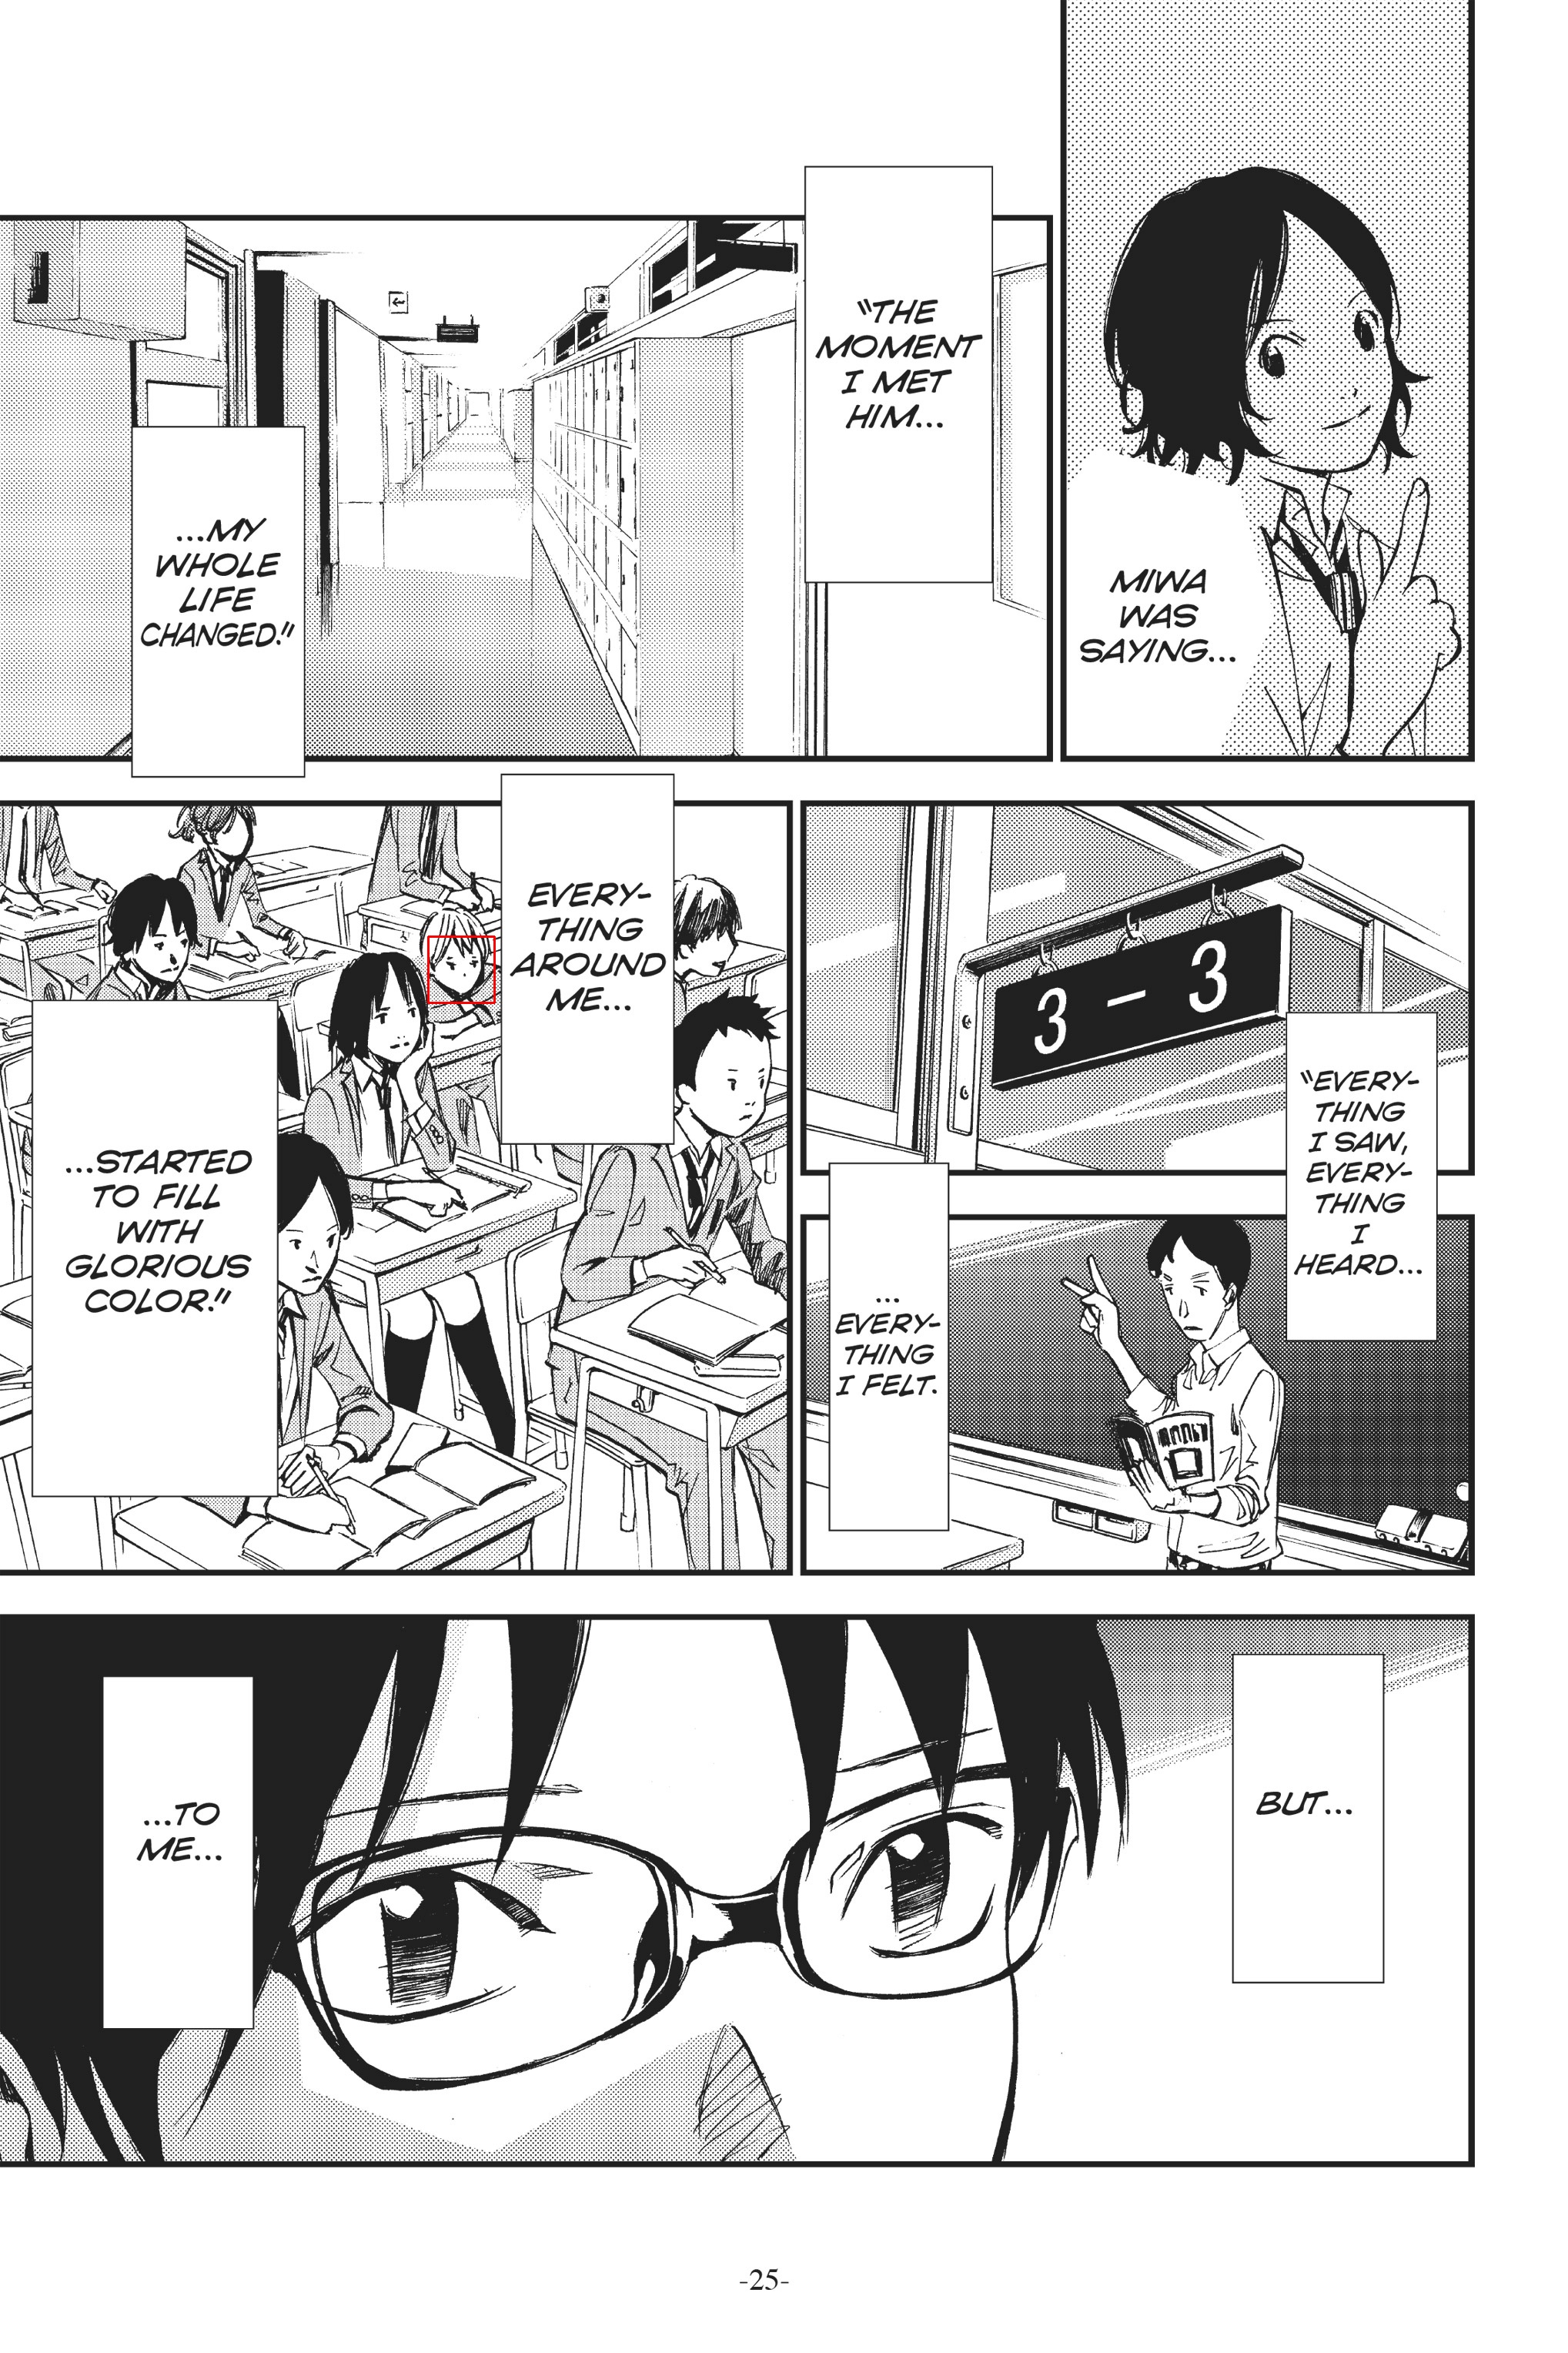 MIWA
WAS
SAYING...
"THE
MOMENT
I MET
HIM...
...MY
WHOLE
LIFE
CHANGED."
3-3
"EVERY-
THING
I SAW,
EVERY-
THING
I
HEARD...
...
EVERY-
THING
I FELT.
EVERY-
THING
AROUND
ME...
...STARTED
TO FILL
WITH
GLORIOUS
COLOR."
BUT...
...TO
ME...
-25-